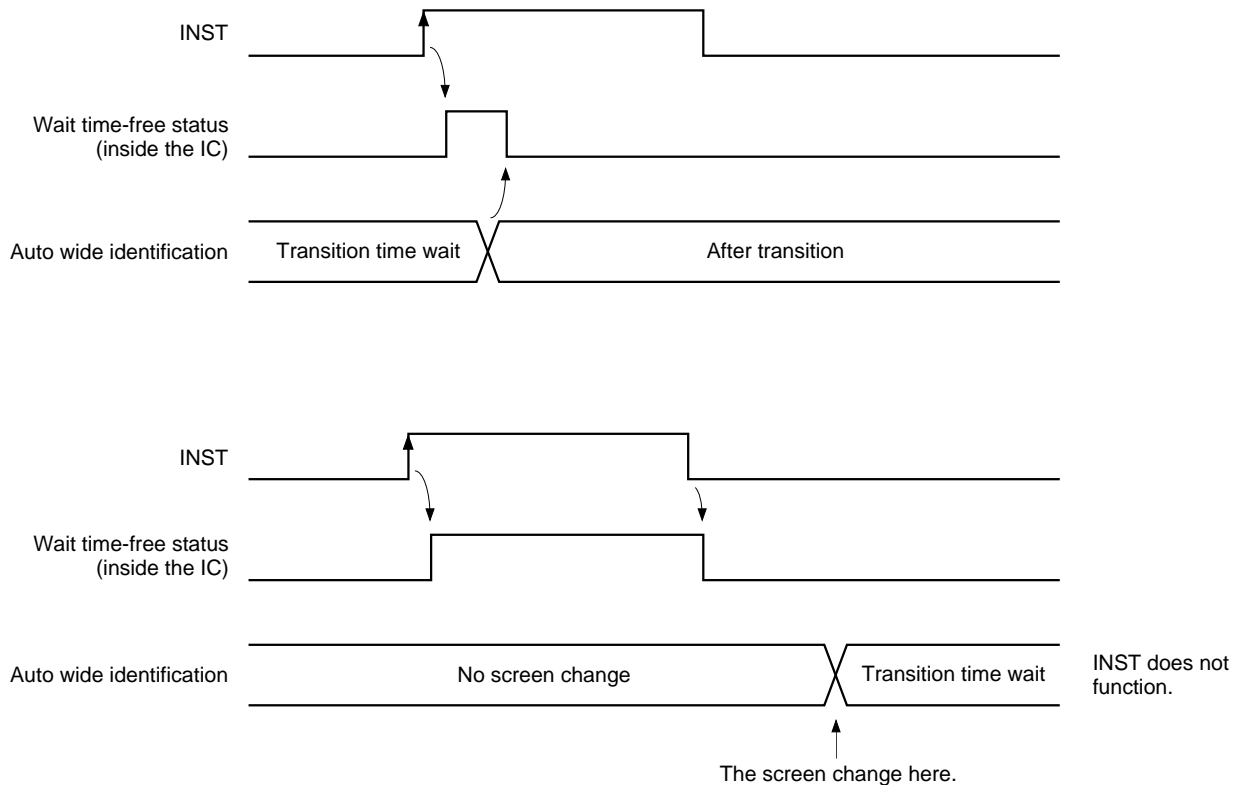 INST
Wait time-free status
(inside the IC)
Auto wide identification
Transition time wait
After transition
INST
Wait time-free status
(inside the IC)
Auto wide identification
No screen change
Transition time wait
INST does not
function.
The screen change here.